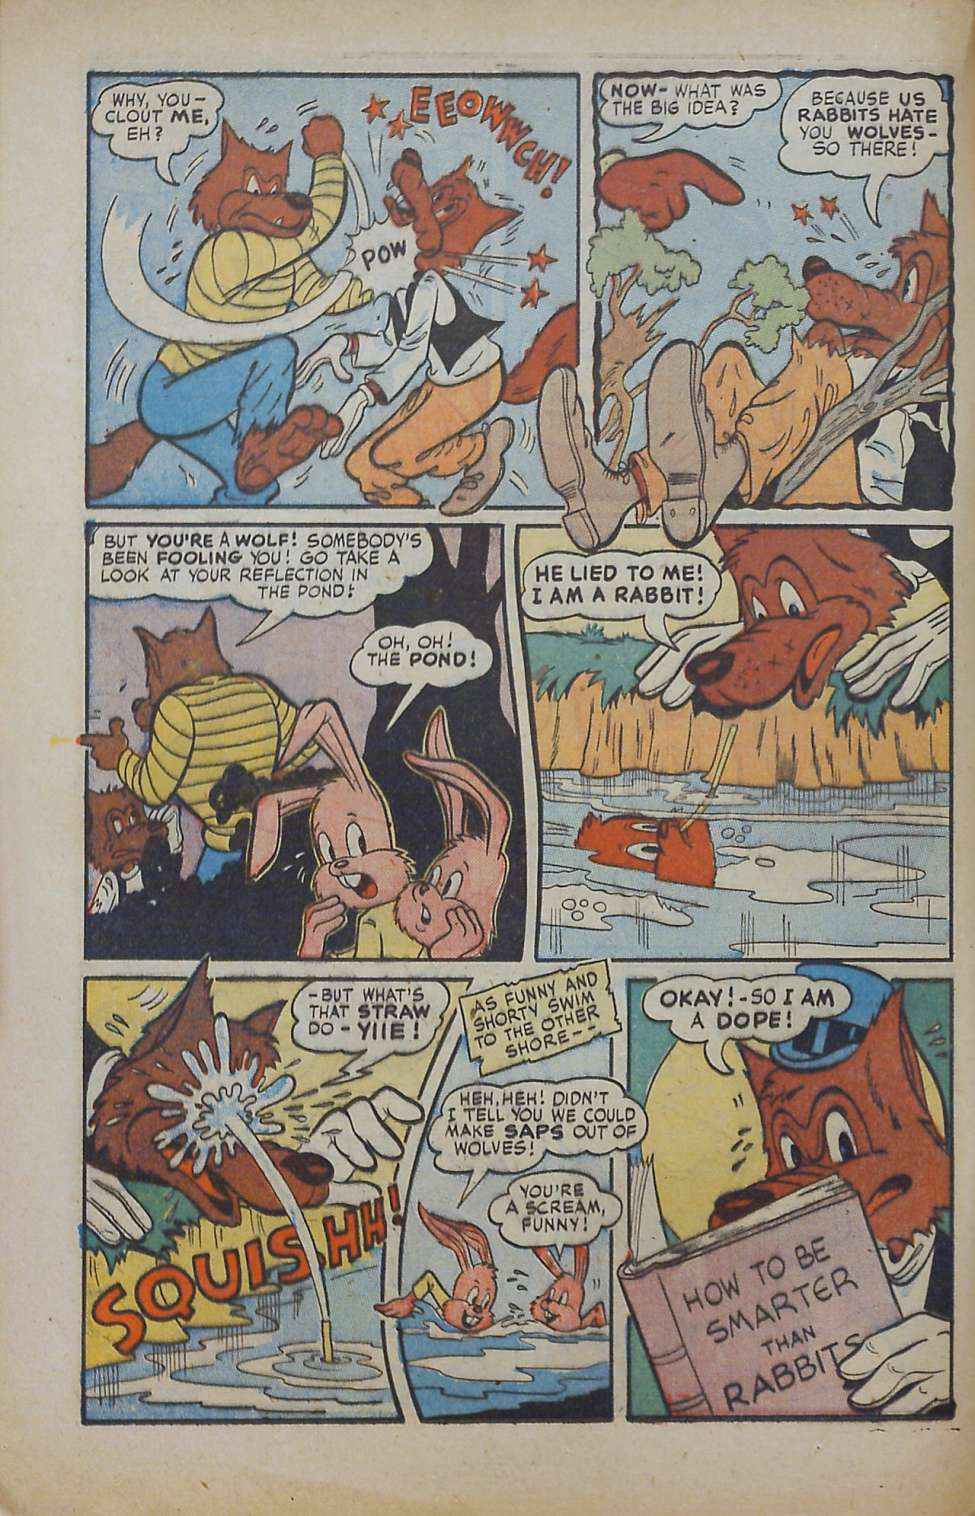 WHY, YOU—
CLOUT ME,
EH?
EEOWWCH!
POW
NOW— WHAT WAS
THE BIG IDEA?
BECAUSE US
RABBITS HATE
YOU WOLVES—
SO THERE!
BUT YOU'RE A WOLF! SOMEBODY'S
BEEN FOOLING YOU! GO TAKE A
LOOK AT YOUR REFLECTION IN
THE POND!
OH, OH!
THE POND!
HE LIED TO ME!
I AM A RABBIT!
—BUT WHAT'S
THAT STRAW
DO—YIIE!
SQUISHH!
AS FUNNY AND
SHORTY SWIM
TO THE OTHER
SHORE——
HEH, HEH! DIDN'T
I TELL YOU WE COULD
MAKE SAPS OUT OF
WOLVES!
YOU'RE
A SCREAM,
FUNNY!
OKAY!—SO I AM
A DOPE!
HOW TO BE
SMARTER
THAN
RABBITS